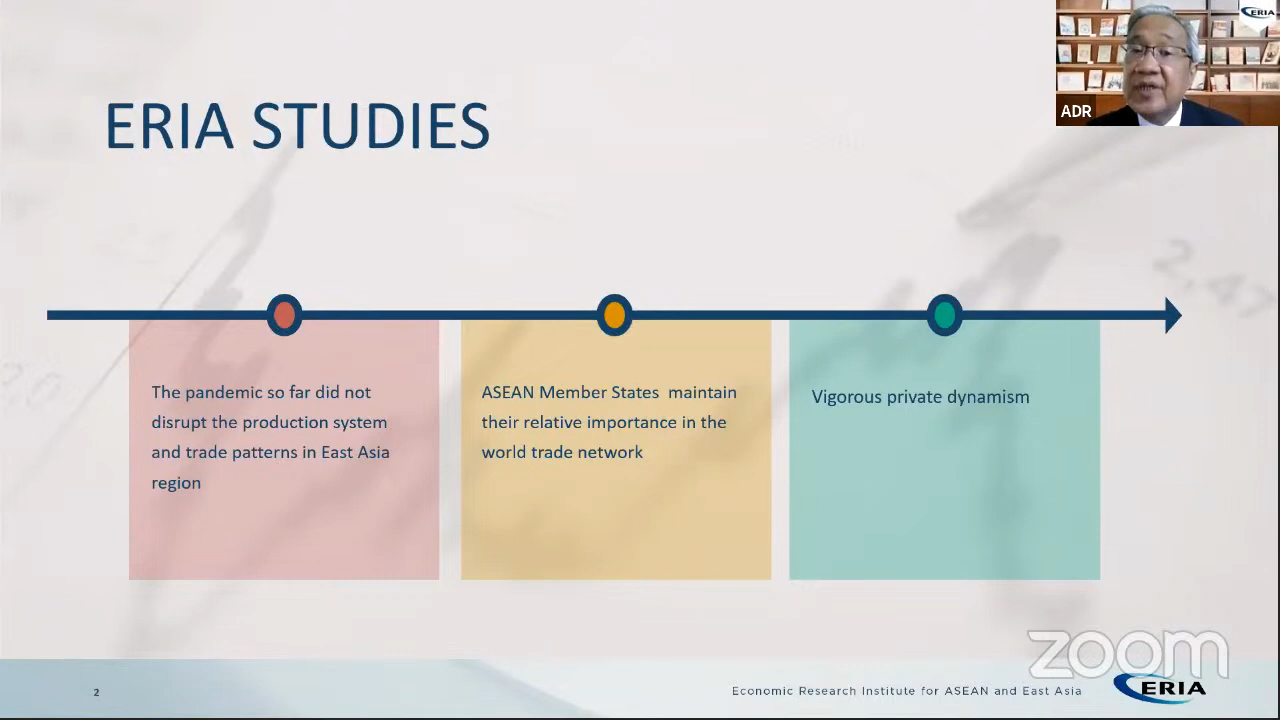 ERIA
ADR
ERIA STUDIES
2,47
The pandemic so far did not
disrupt the production system
and trade patterns in East Asia
region
ASEAN Member States  maintain
their relative importance in the
world trade network
Vigorous private dynamism
zoom
2
Economic Research Institute for ASEAN and East Asia
ERIA